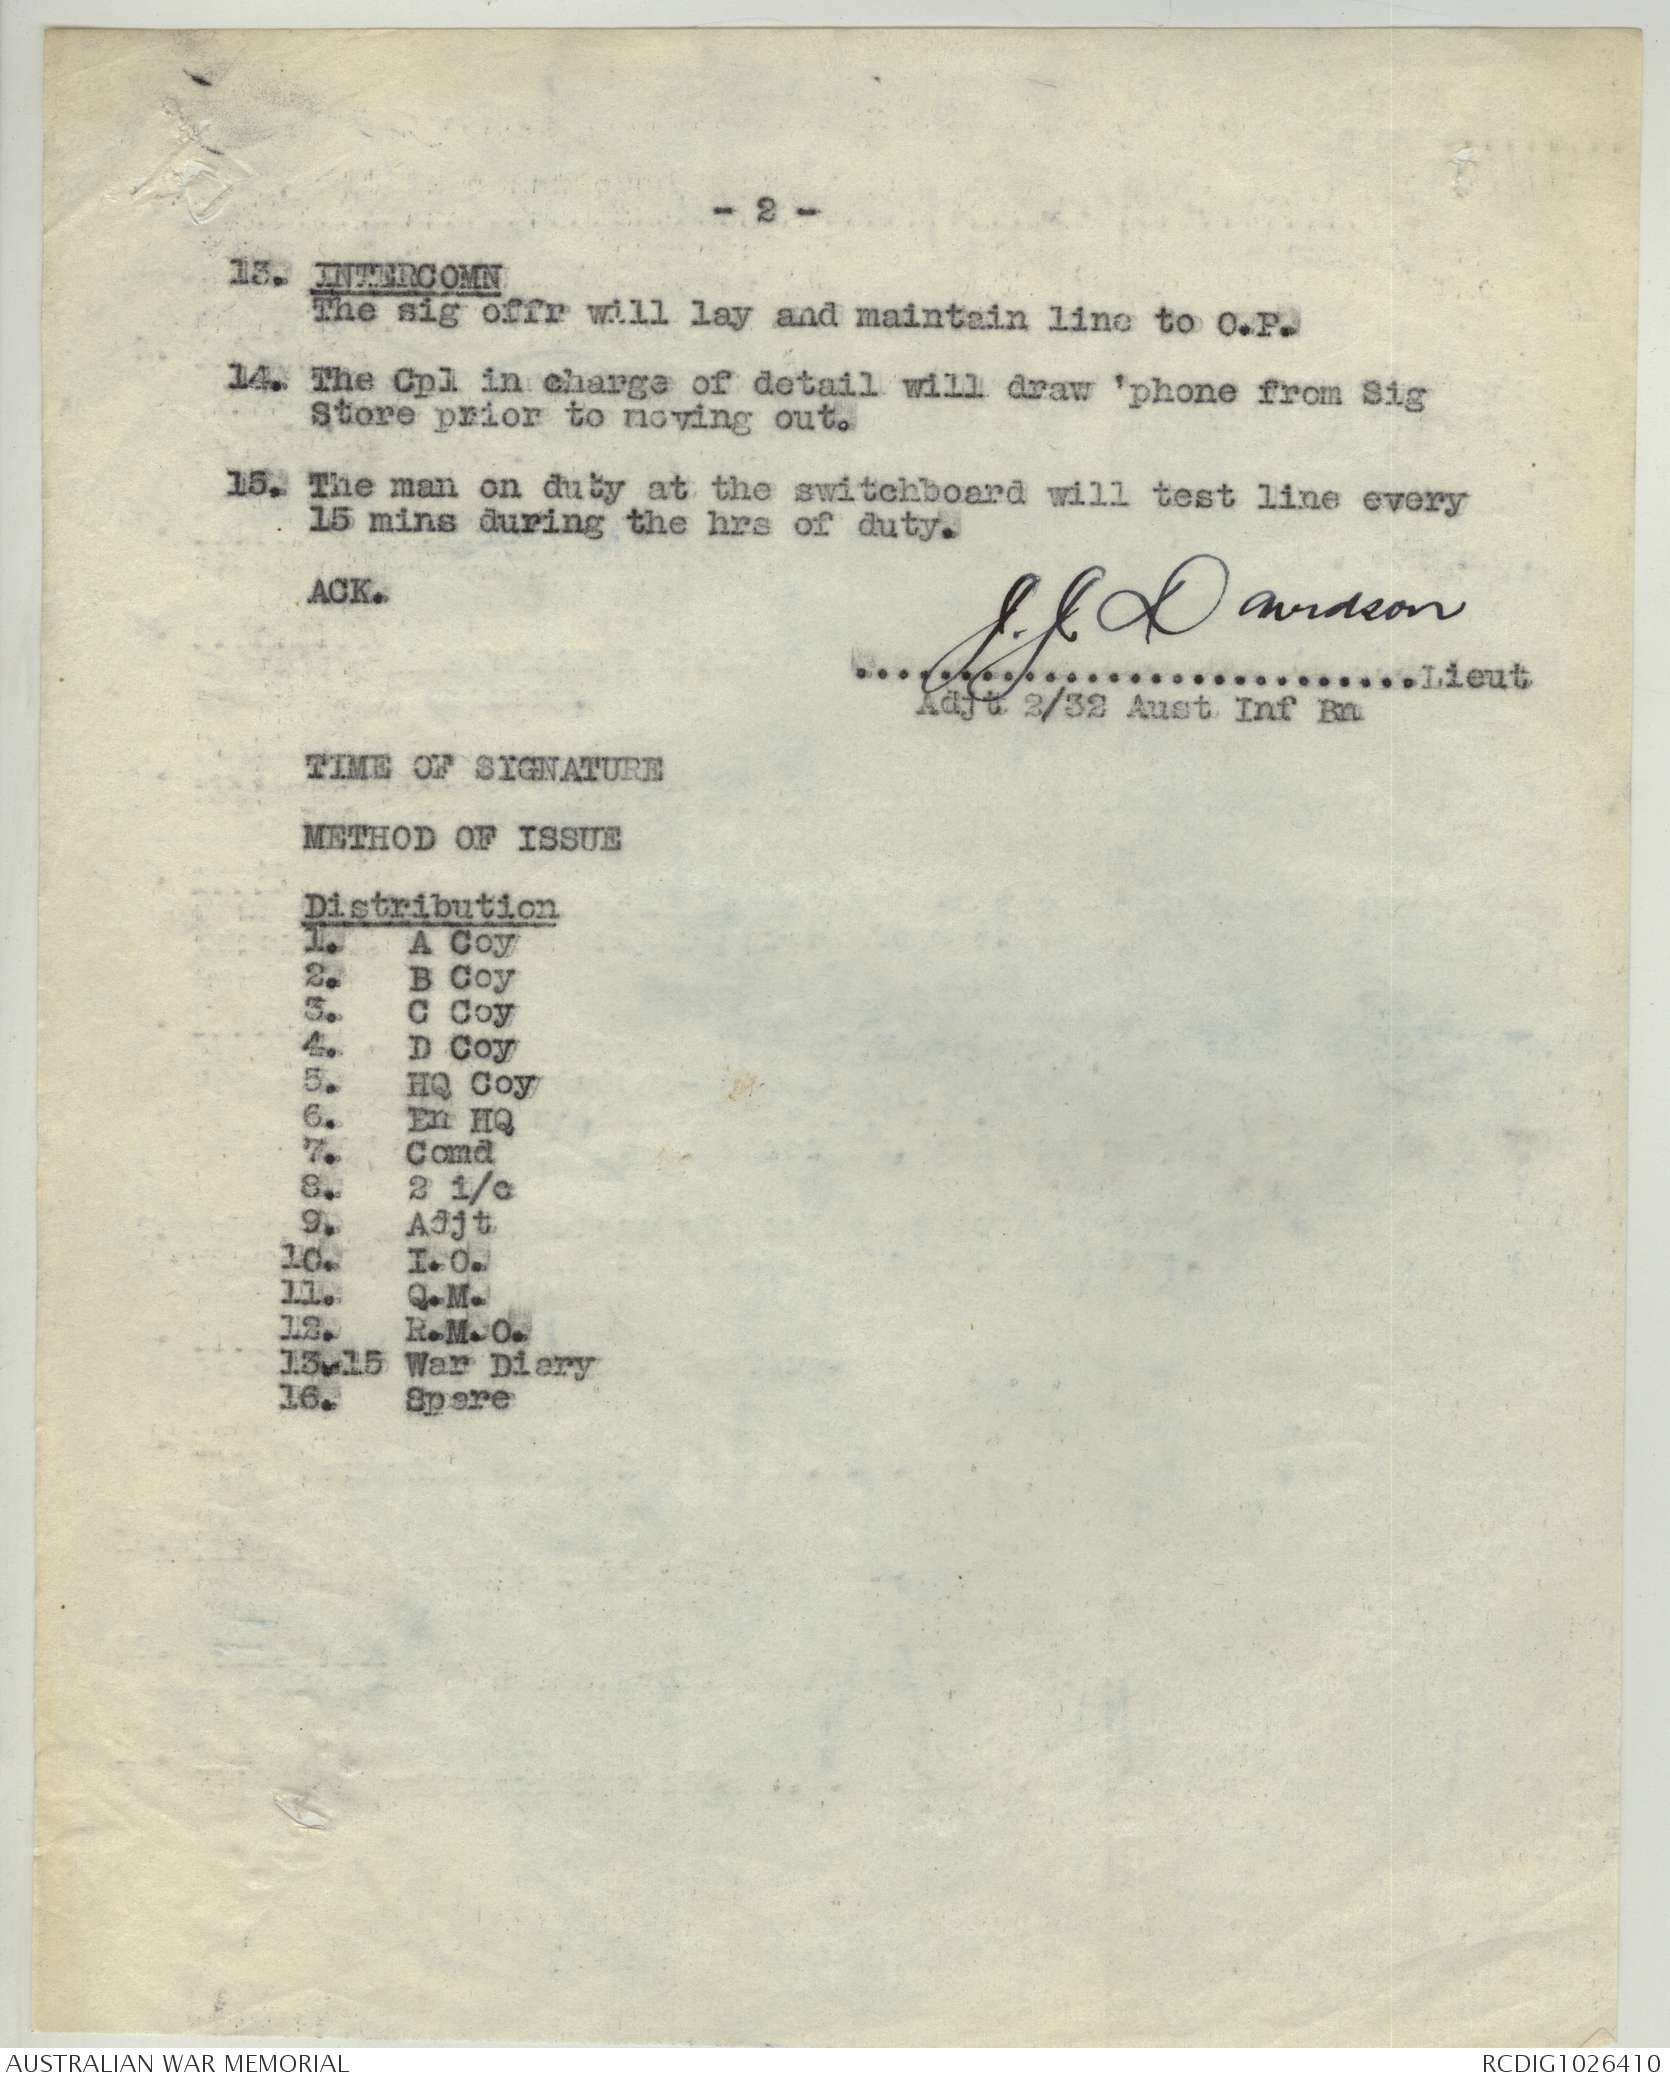 - 2 -
13. INTERCOMN
The sig offr will lay and maintain line to O.P.
14. The Cpl in charge of detail will draw 'phone from Sig
Store prior to moving out.
15. The man on duty at the switchboard will test line every
15 mins during the hrs of duty.
ACK.
J.J. Davidson
...........................Lieut
Adjt 2/32 Aust Inf Bn
TIME OF SIGNATURE
METHOD OF ISSUE
Distribution
1. A Coy
2. B Coy
3. C Coy
4. D Coy
5. HQ Coy
6. Bn HQ
7. Comd
8. 2 i/c
9. Adjt
10. I.O.
11. Q.M.
12. R.M.O.
13.15 War Diary
16. Spare
AUSTRALIAN WAR MEMORIAL
RCDIG1026410